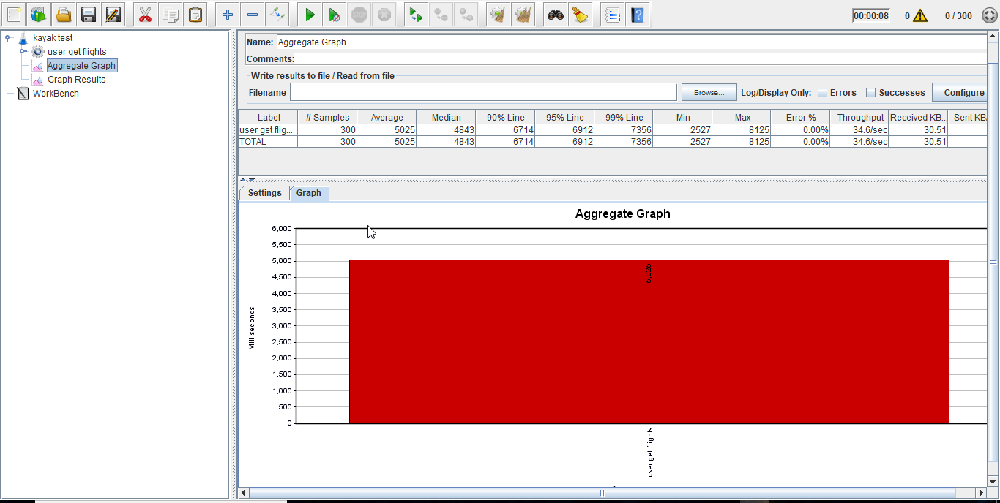 STOP
00:00:08 0 0 / 300
kayak test
user get flights
Aggregate Graph
Graph Results
WorkBench
Name: Aggregate Graph
Comments:
Write results to file / Read from file
Filename Browse... Log/Display Only: Errors Successes Configure
Label # Samples Average Median 90% Line 95% Line 99% Line Min Max Error % Throughput Received KB... Sent KB/
user get flig... 300 5025 4843 6714 6912 7356 2527 8125 0.00% 34.6/sec 30.51
TOTAL 300 5025 4843 6714 6912 7356 2527 8125 0.00% 34.6/sec 30.51
Settings Graph
Aggregate Graph
6,000
5,500
5,000
4,500
4,000
3,500
3,000
2,500
2,000
1,500
1,000
500
0
Milliseconds
5,025
user get flights